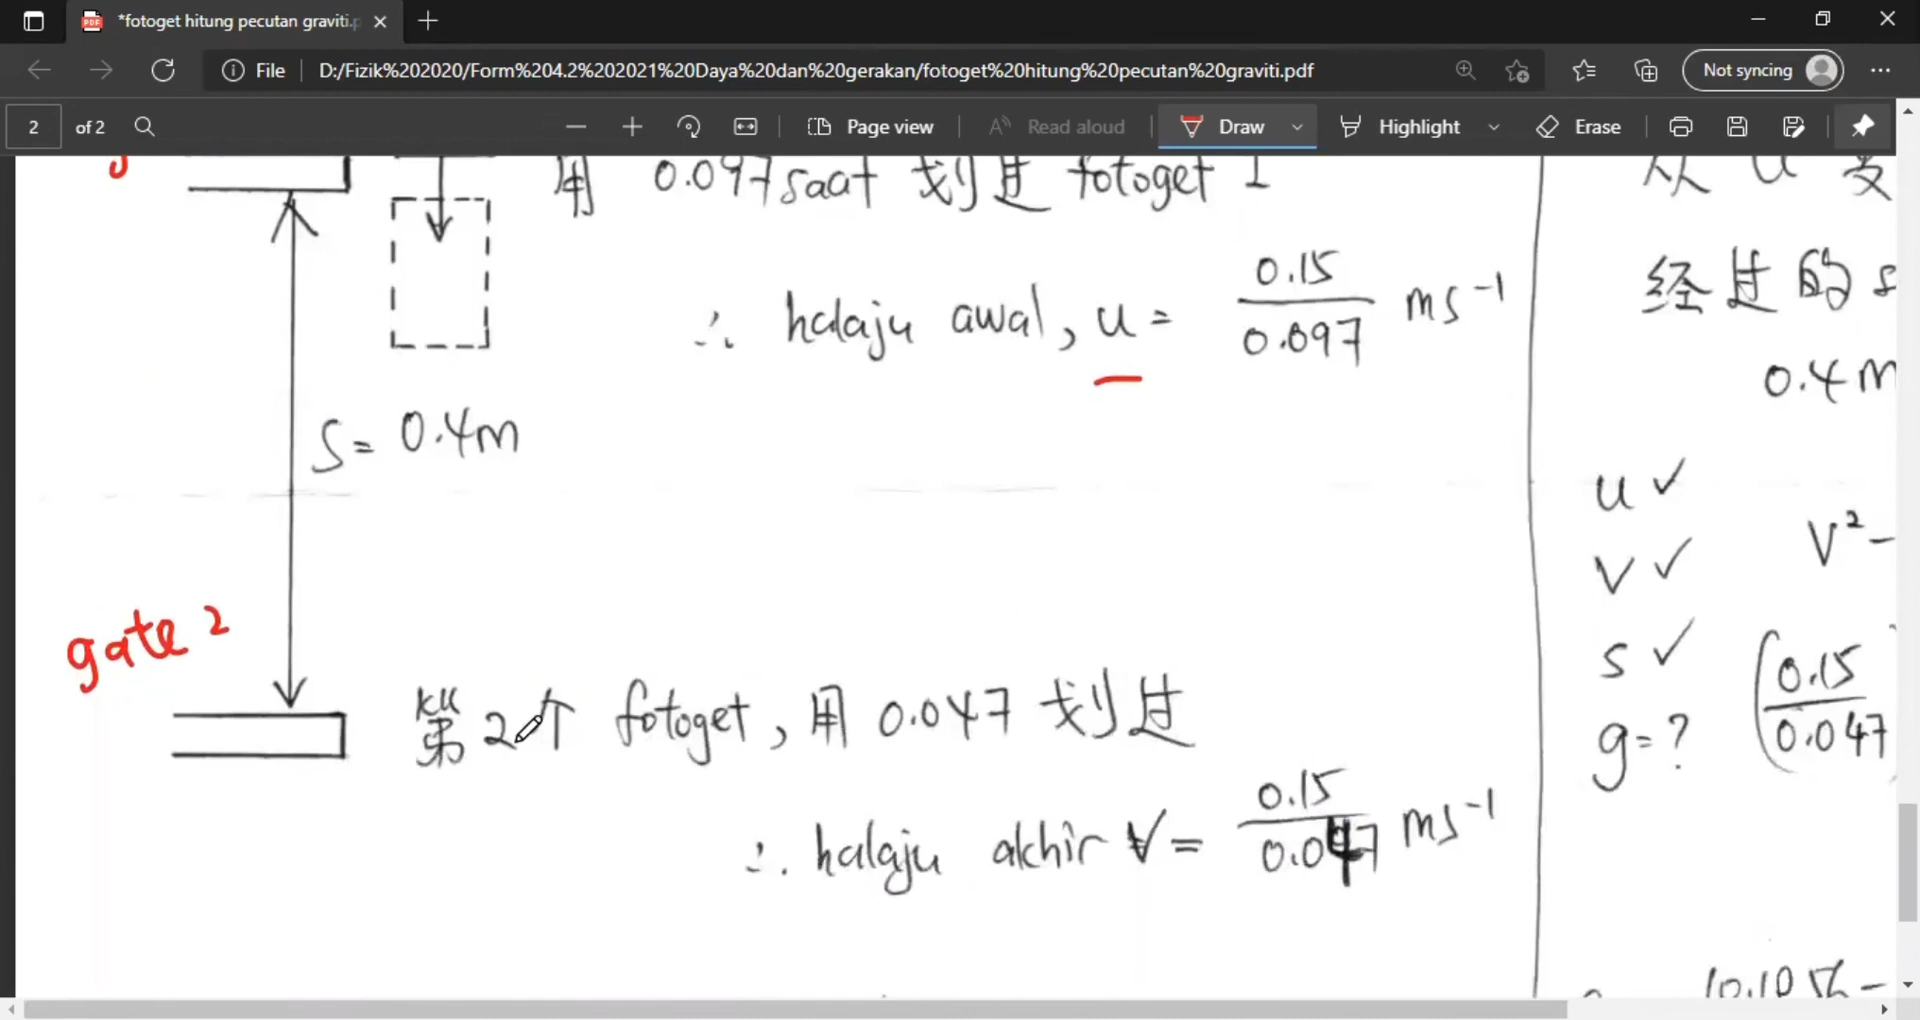 *fotoget hitung pecutan graviti.p
File
D:/Fizik%202020/Form%204.2%202021%20Daya%20dan%20gerakan/fotoget%20hitung%20pecutan%20graviti.pdf
Not syncing
2 of 2
Page view
Read aloud
Draw
Highlight
Erase
用 0.097 saat 划过 fotoget 1
∴ halaju awal, u = 0.15/0.097 ms⁻¹
S = 0.4m
gate 2
ku
第2个 fotoget, 用 0.047 划过
∴ halaju akhir V = 0.15/0.047 ms⁻¹
从 u 变
经过的 s
0.4m
u ✓
V ✓
V² -
s ✓
g = ?
(0.15/0.047